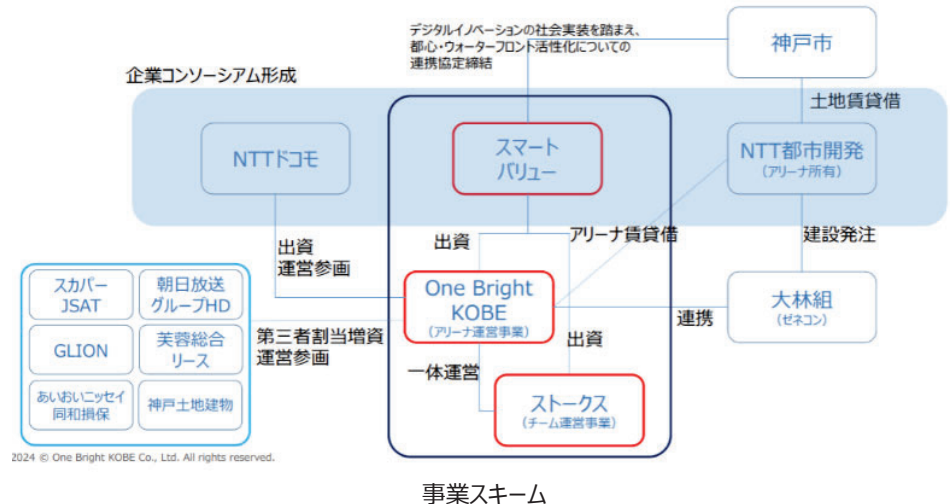 デジタルイノベーションの社会実装を踏まえ、
都心・ウォーターフロント活性化についての
連携協定締結
神戸市
企業コンソーシアム形成
土地賃貸借
NTTドコモ
スマート
バリュー
NTT都市開発
(アリーナ所有)
出資
運営参画
出資
アリーナ賃貸借
建設発注
スカパー
JSAT
朝日放送
グループHD
GLION
芙蓉総合
リース
あいおいニッセイ
同和損保
神戸土地建物
第三者割当増資
運営参画
One Bright
KOBE
(アリーナ運営事業)
連携
大林組
(ゼネコン)
出資
一体運営
ストークス
(チーム運営事業)
2024 © One Bright KOBE Co., Ltd. All rights reserved.
事業スキーム